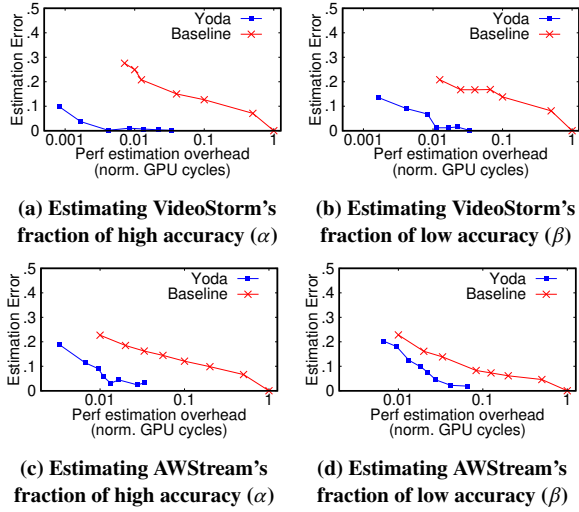 Estimation Error
.5
.4
.3
.2
.1
0
Yoda
Baseline
0.001 0.01 0.1 1
Perf estimation overhead
(norm. GPU cycles)
(a) Estimating VideoStorm's
fraction of high accuracy (α)
Estimation Error
.5
.4
.3
.2
.1
0
Yoda
Baseline
0.01 0.1 1
Perf estimation overhead
(norm. GPU cycles)
(b) Estimating VideoStorm's
fraction of low accuracy (β)
Estimation Error
.5
.4
.3
.2
.1
0
Yoda
Baseline
0.01 0.1 1
Perf estimation overhead
(norm. GPU cycles)
(c) Estimating AWStream's
fraction of high accuracy (α)
Estimation Error
.5
.4
.3
.2
.1
0
Yoda
Baseline
0.01 0.1 1
Perf estimation overhead
(norm. GPU cycles)
(d) Estimating AWStream's
fraction of low accuracy (β)